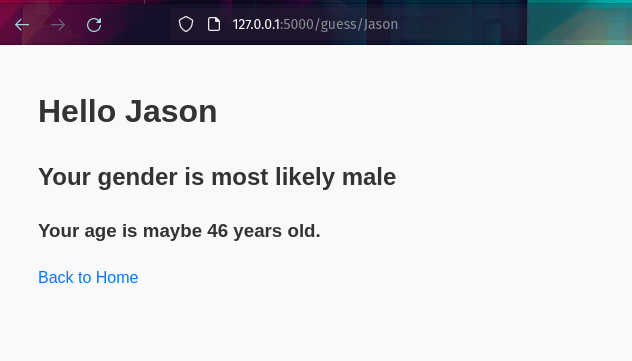 127.0.0.1:5000/guess/Jason
Hello Jason
Your gender is most likely male
Your age is maybe 46 years old.
Back to Home